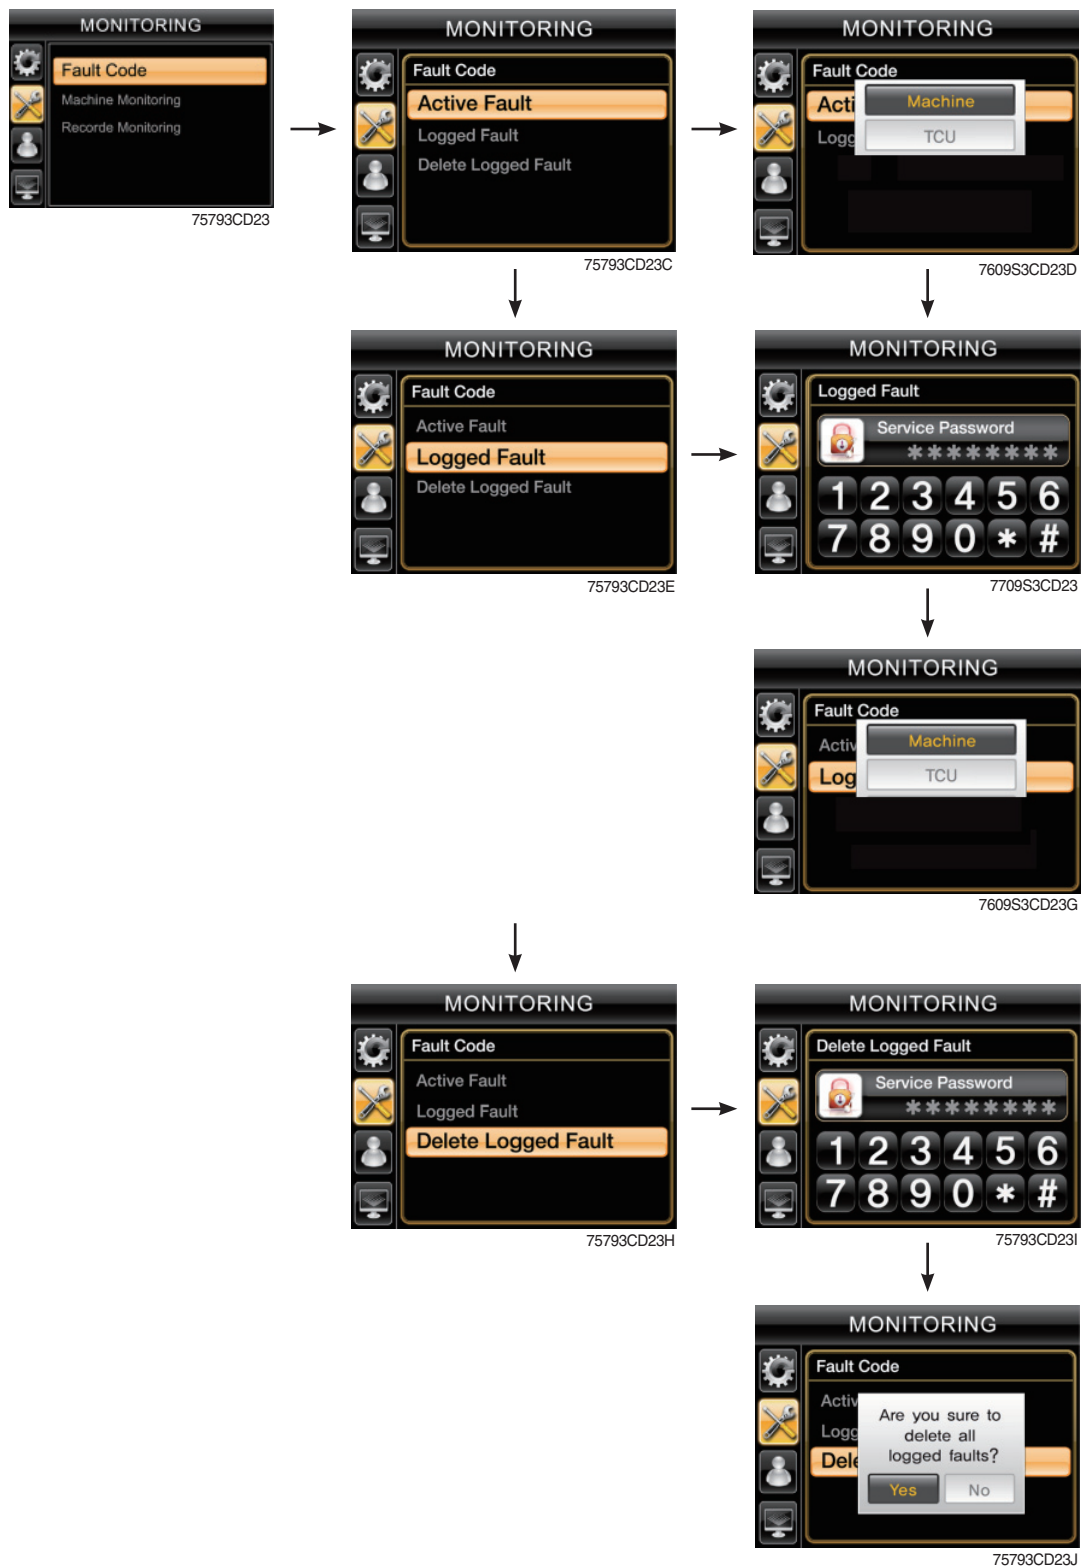 MONITORING
Fault Code
Machine Monitoring
Recorde Monitoring
75793CD23
MONITORING
Fault Code
Active Fault
Logged Fault
Delete Logged Fault
75793CD23C
MONITORING
Fault Code
Acti
Machine
Logg
TCU
7609S3CD23D
MONITORING
Fault Code
Active Fault
Logged Fault
Delete Logged Fault
75793CD23E
MONITORING
Logged Fault
Service Password
********
1 2 3 4 5 6
7 8 9 0 * #
7709S3CD23
MONITORING
Fault Code
Activ
Machine
Log
TCU
7609S3CD23G
MONITORING
Fault Code
Active Fault
Logged Fault
Delete Logged Fault
75793CD23H
MONITORING
Delete Logged Fault
Service Password
********
1 2 3 4 5 6
7 8 9 0 * #
75793CD23I
MONITORING
Fault Code
Activ
Logg
Dele
Are you sure to
delete all
logged faults?
Yes No
75793CD23J